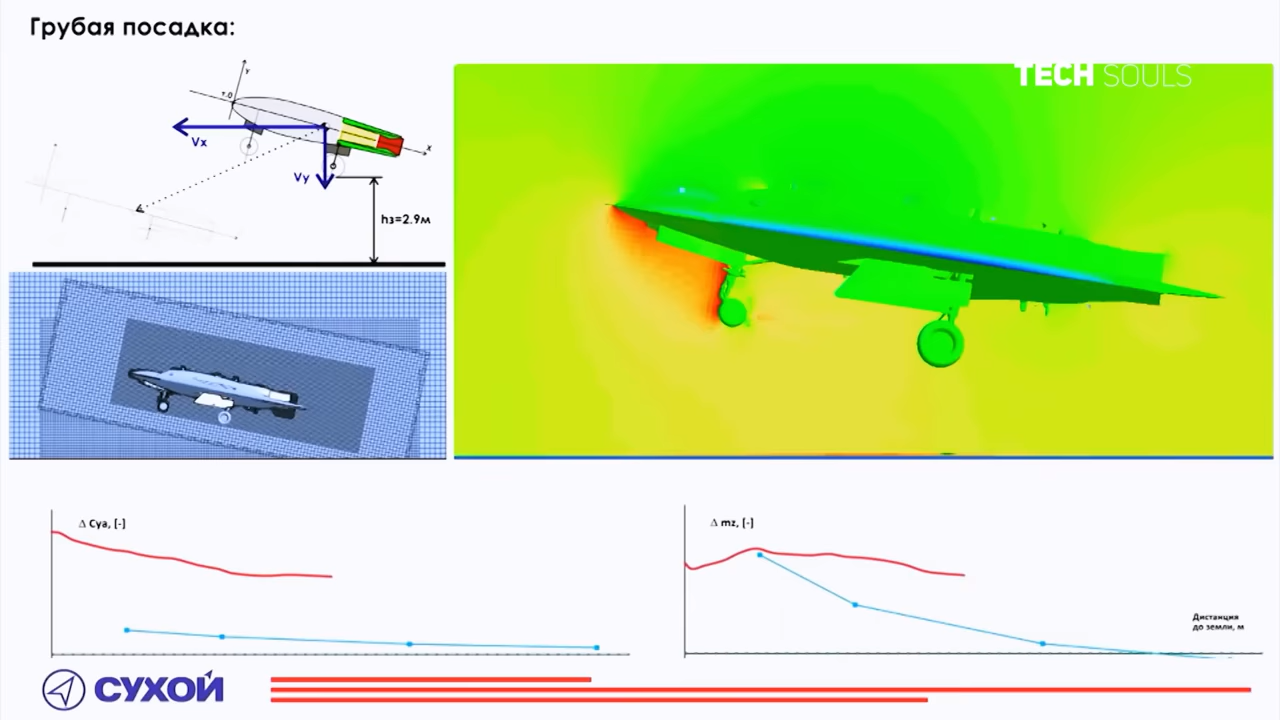 Грубая посадка:
TECH SOULS
Y
т.О
Vx
X
Vy
hз=2.9м
Δ Cya, [-]
Δ mz, [-]
Дистанция
до земли, м
СУХОЙ